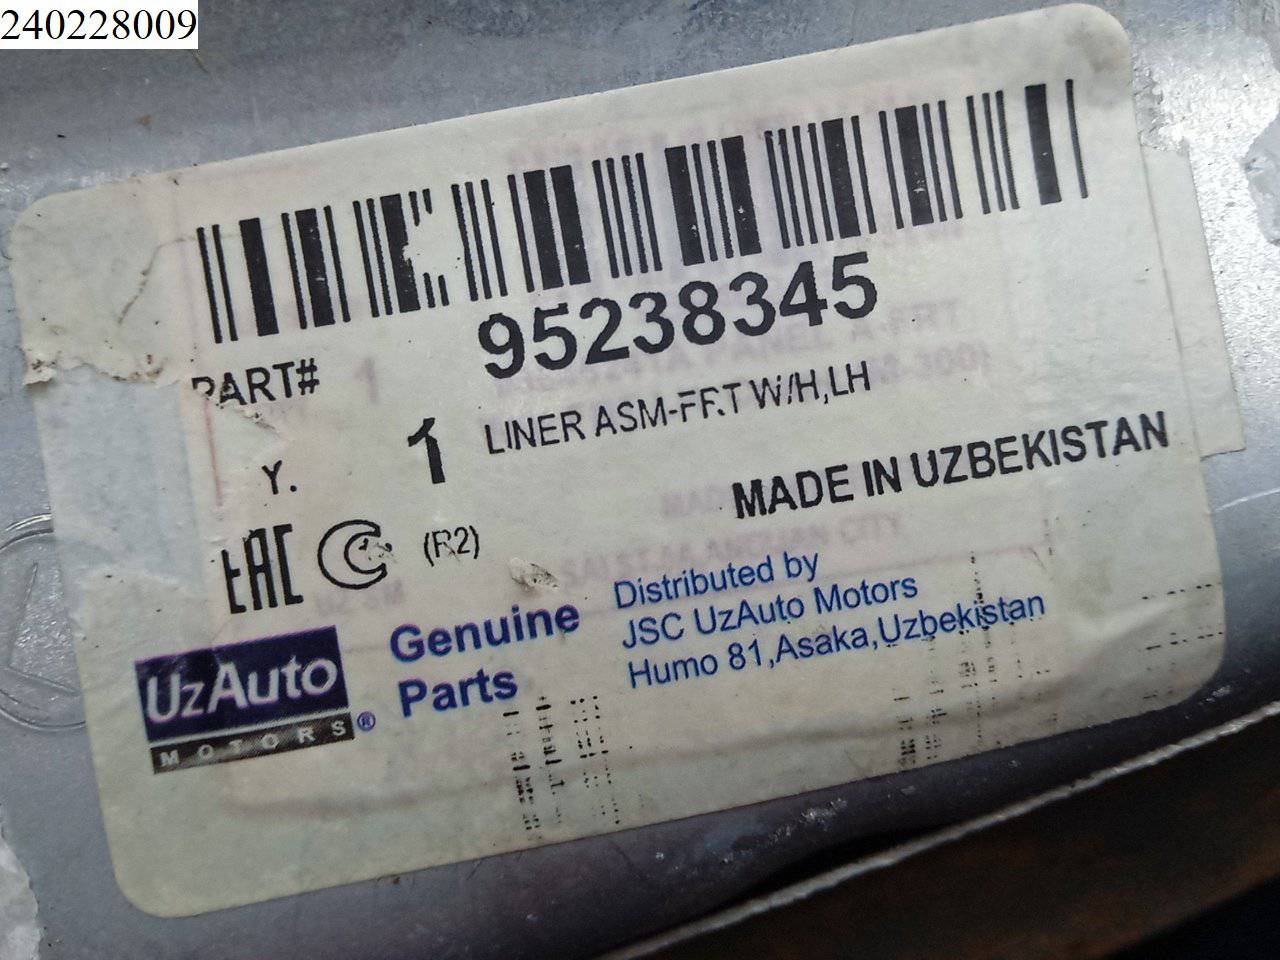 240228009
95238345
PART#
1
LINER ASM-FRT W/H,LH
Y.
MADE IN UZBEKISTAN
EAC
(R2)
Genuine
Parts
Distributed by
JSC UzAuto Motors
Humo 81,Asaka,Uzbekistan
UzAuto
MOTORS®